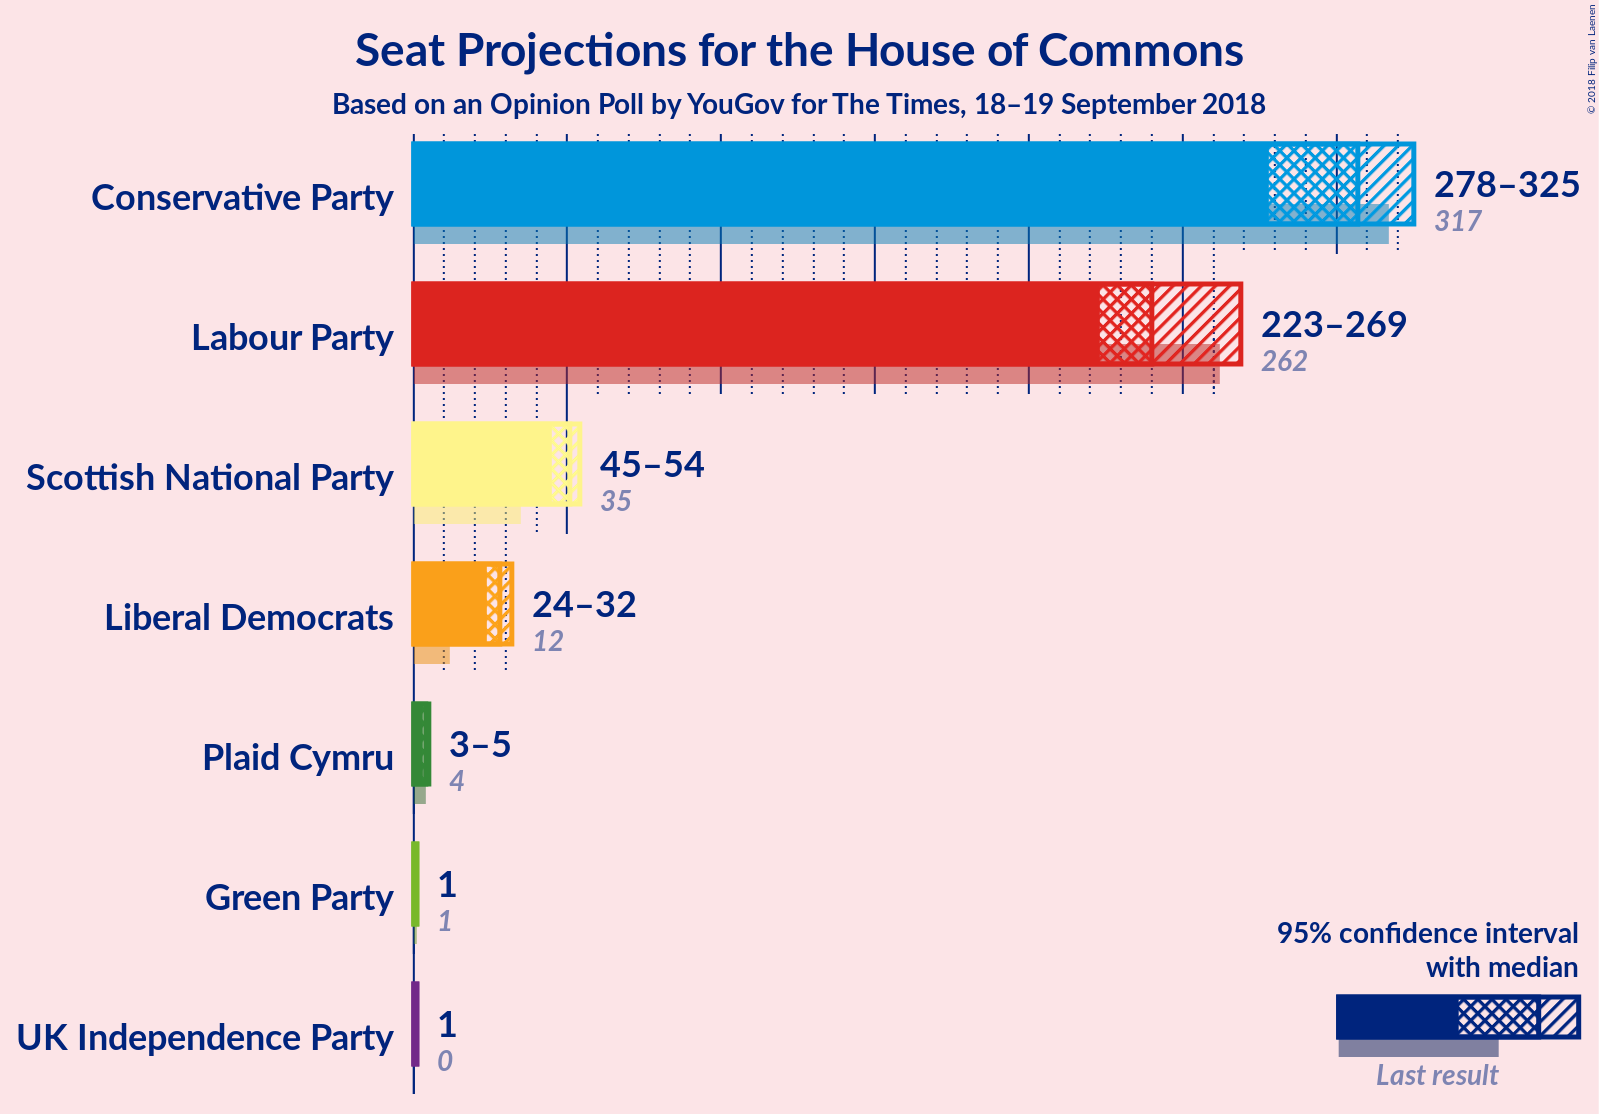 Seat Projections for the House of Commons
Based on an Opinion Poll by YouGov for The Times, 18–19 September 2018
© 2018 Filip van Laenen
Conservative Party
278–325
317
Labour Party
223–269
262
Scottish National Party
45–54
35
Liberal Democrats
24–32
12
Plaid Cymru
3–5
4
Green Party
1
1
UK Independence Party
1
0
95% confidence interval
with median
Last result